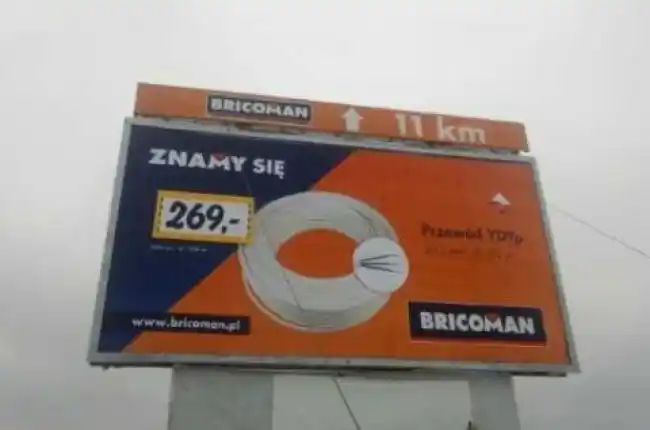 BRICOMAN 11 km
ZNAMY SIĘ
269,-
Przewód YDYp
www.bricoman.pl
BRICOMAN